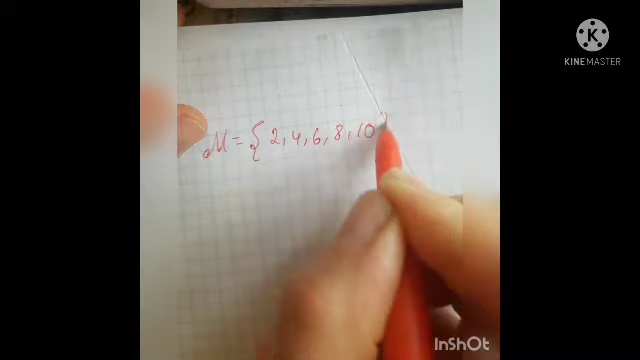 KINEMASTER
M = { 2, 4, 6, 8, 10
InShOt